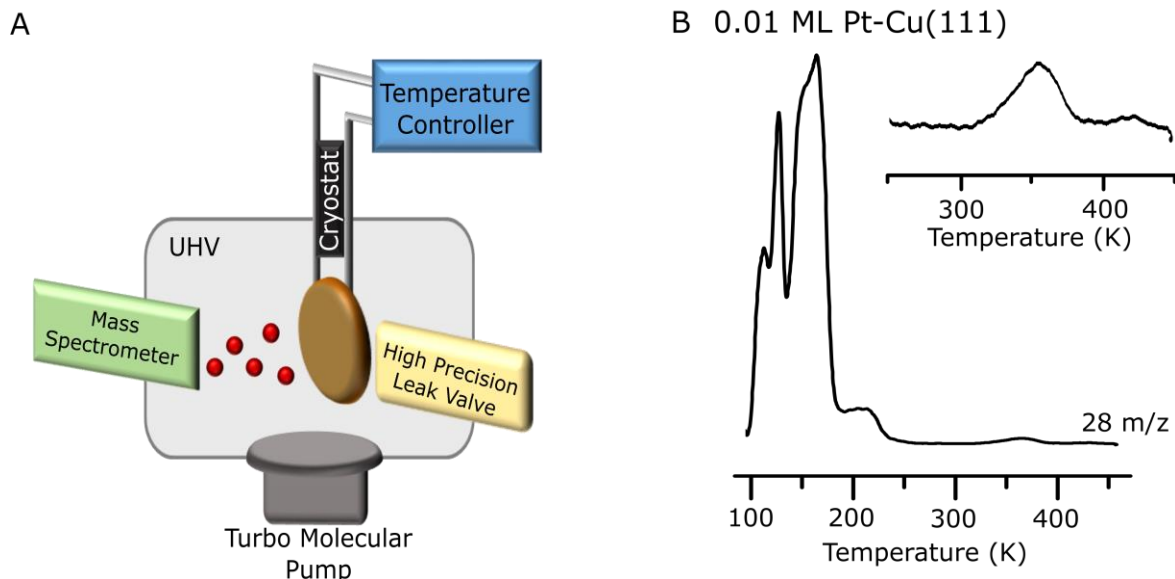 A
Temperature
Controller
Cryostat
UHV
Mass
Spectrometer
High Precision
Leak Valve
Turbo Molecular
Pump
B 0.01 ML Pt-Cu(111)
300 400
Temperature (K)
28 m/z
100 200 300 400
Temperature (K)